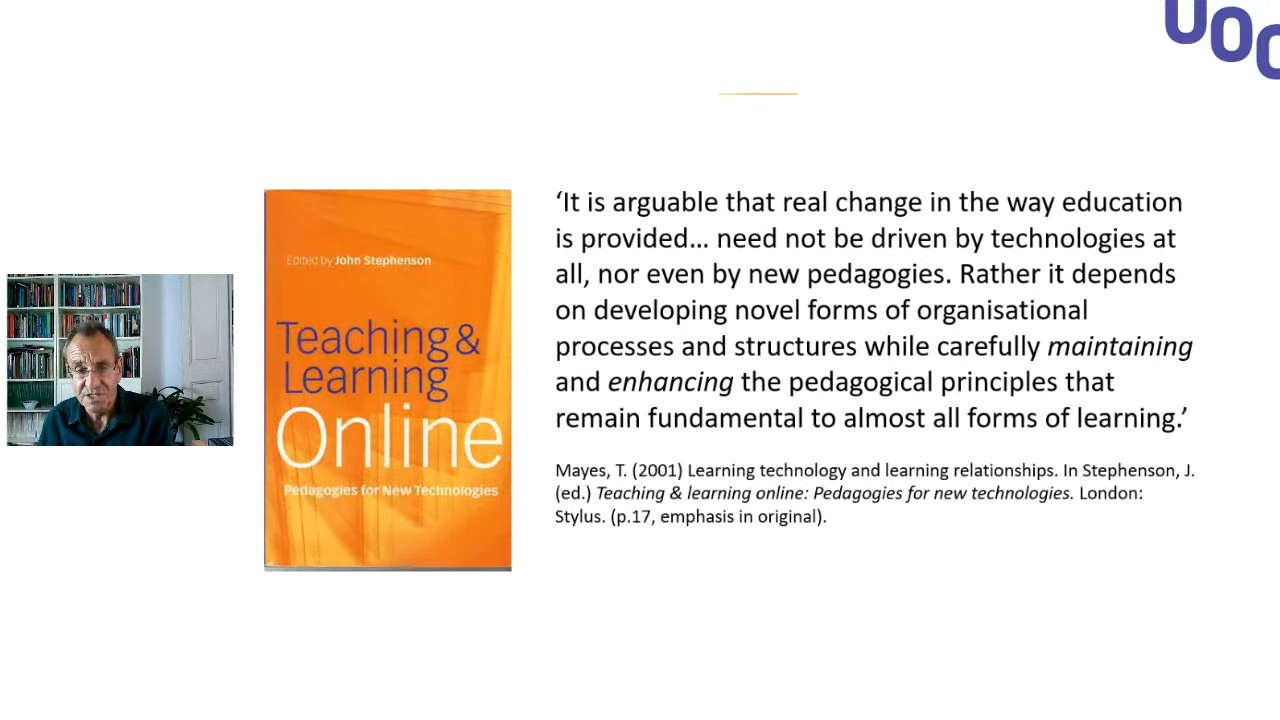 UOC
Edited by John Stephenson
Teaching &
Learning
Online
Pedagogies for New Technologies
‘It is arguable that real change in the way education
is provided… need not be driven by technologies at
all, nor even by new pedagogies. Rather it depends
on developing novel forms of organisational
processes and structures while carefully maintaining
and enhancing the pedagogical principles that
remain fundamental to almost all forms of learning.’
Mayes, T. (2001) Learning technology and learning relationships. In Stephenson, J.
(ed.) Teaching & learning online: Pedagogies for new technologies. London:
Stylus. (p.17, emphasis in original).